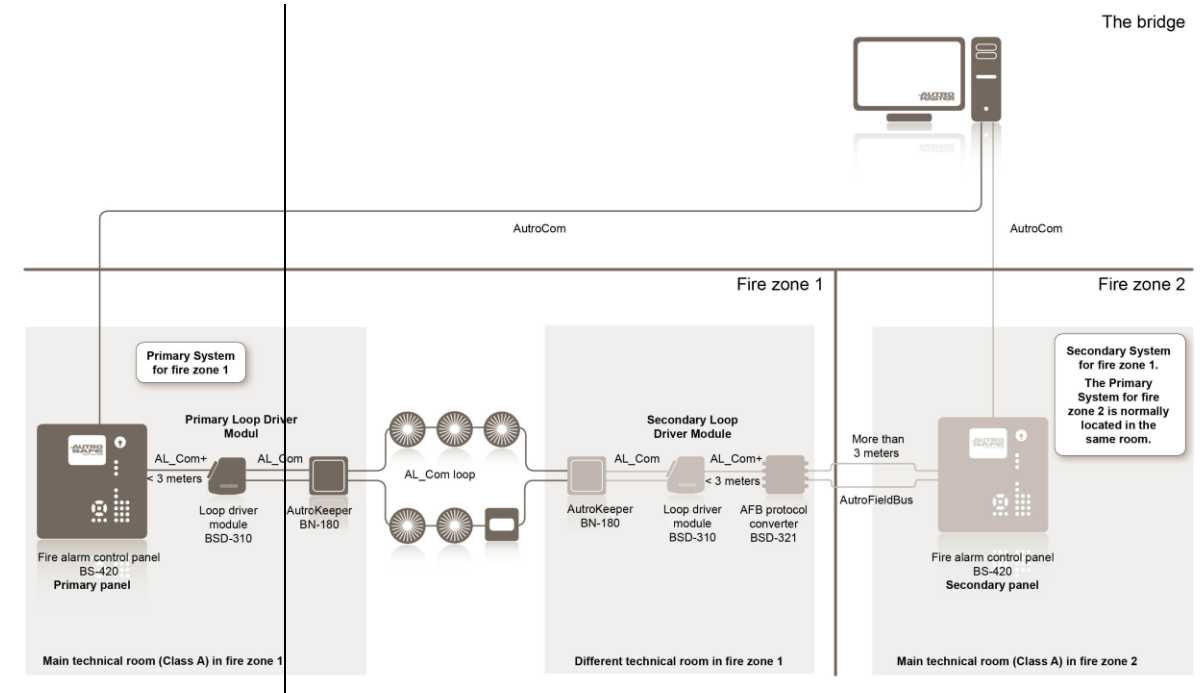 The bridge
AUTRO
MASTER
AutroCom
AutroCom
Fire zone 1
Fire zone 2
Primary System
for fire zone 1
Secondary System
for fire zone 1.
The Primary
System for fire
zone 2 is normally
located in the
same room.
Primary Loop Driver
Modul
Secondary Loop
Driver Module
AUTRO
SAFE
AL_Com+
< 3 meters
AL_Com
AL_Com loop
AL_Com
AL_Com+
< 3 meters
More than
3 meters
AutroFieldBus
AUTRO
SAFE
Loop driver
module
BSD-310
AutroKeeper
BN-180
AutroKeeper
BN-180
Loop driver
module
BSD-310
AFB protocol
converter
BSD-321
Fire alarm control panel
BS-420
Primary panel
Fire alarm control panel
BS-420
Secondary panel
Main technical room (Class A) in fire zone 1
Different technical room in fire zone 1
Main technical room (Class A) in fire zone 2